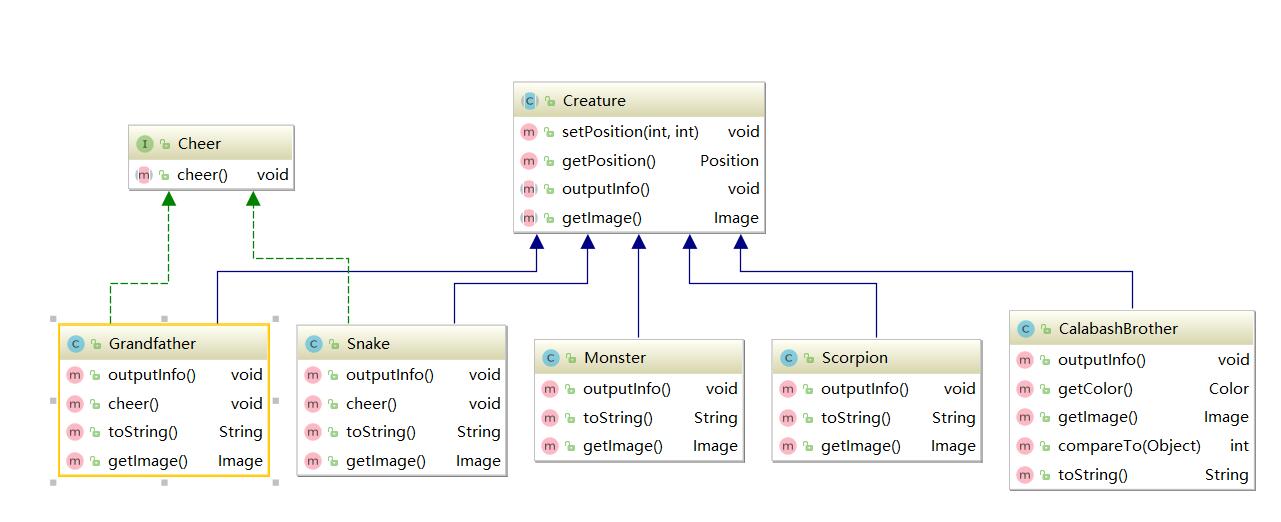 Creature
setPosition(int, int) void
getPosition() Position
outputInfo() void
getImage() Image
Cheer
cheer() void
Grandfather
outputInfo() void
cheer() void
toString() String
getImage() Image
Snake
outputInfo() void
cheer() void
toString() String
getImage() Image
Monster
outputInfo() void
toString() String
getImage() Image
Scorpion
outputInfo() void
toString() String
getImage() Image
CalabashBrother
outputInfo() void
getColor() Color
getImage() Image
compareTo(Object) int
toString() String